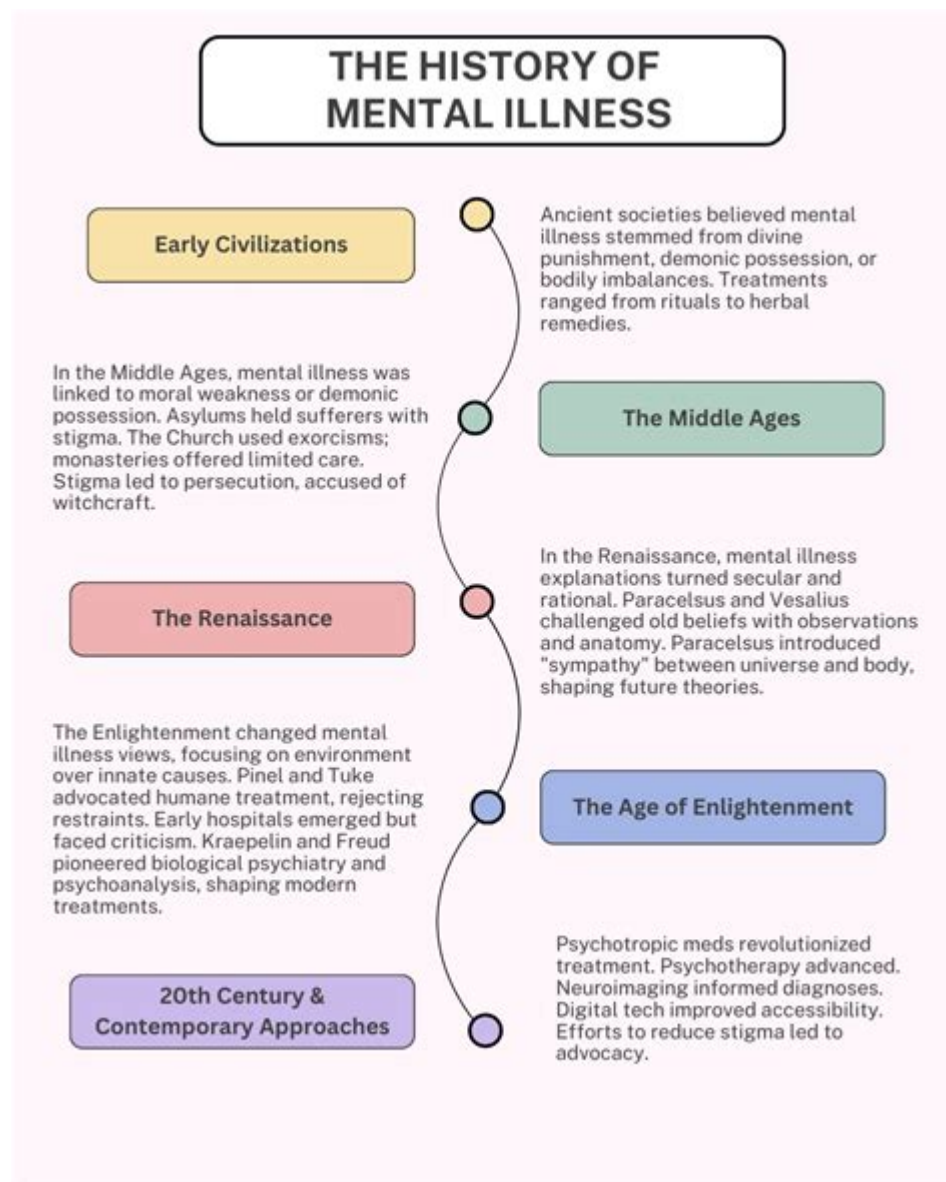 THE HISTORY OF
MENTAL ILLNESS
Early Civilizations
Ancient societies believed mental
illness stemmed from divine
punishment, demonic possession, or
bodily imbalances. Treatments
ranged from rituals to herbal
remedies.
The Middle Ages
In the Middle Ages, mental illness was
linked to moral weakness or demonic
possession. Asylums held sufferers with
stigma. The Church used exorcisms;
monasteries offered limited care.
Stigma led to persecution, accused of
witchcraft.
The Renaissance
In the Renaissance, mental illness
explanations turned secular and
rational. Paracelsus and Vesalius
challenged old beliefs with observations
and anatomy. Paracelsus introduced
"sympathy" between universe and body,
shaping future theories.
The Age of Enlightenment
The Enlightenment changed mental
illness views, focusing on environment
over innate causes. Pinel and Tuke
advocated humane treatment, rejecting
restraints. Early hospitals emerged but
faced criticism. Kraepelin and Freud
pioneered biological psychiatry and
psychoanalysis, shaping modern
treatments.
20th Century &
Contemporary Approaches
Psychotropic meds revolutionized
treatment. Psychotherapy advanced.
Neuroimaging informed diagnoses.
Digital tech improved accessibility.
Efforts to reduce stigma led to
advocacy.